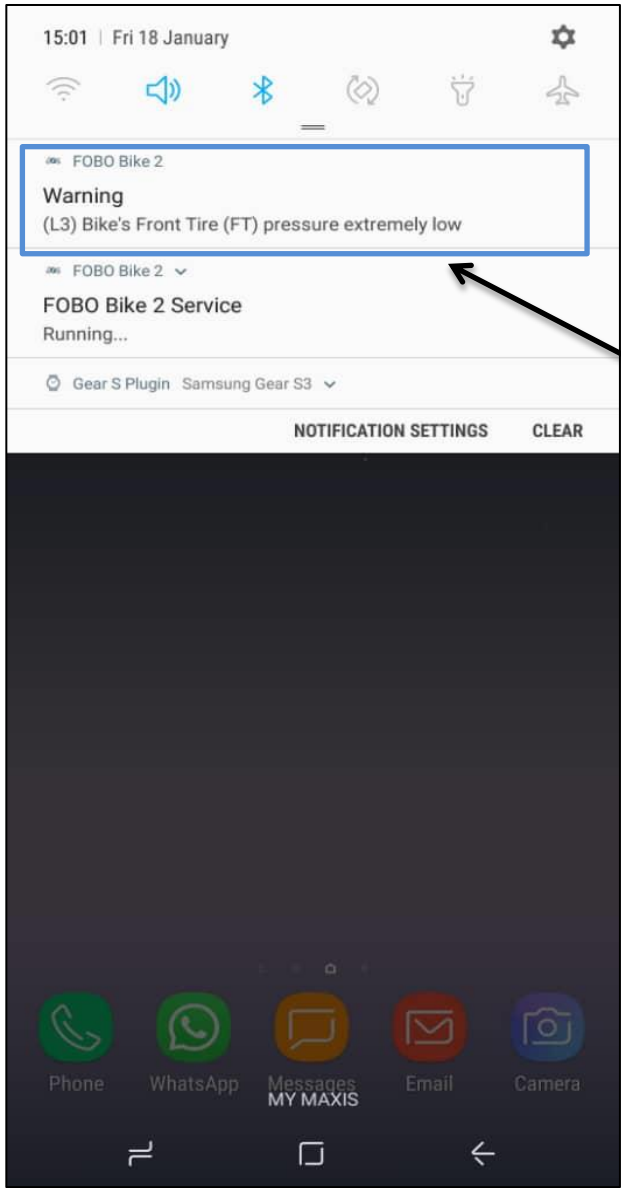 15:01 | Fri 18 January
FOBO Bike 2
Warning
(L3) Bike's Front Tire (FT) pressure extremely low
FOBO Bike 2
FOBO Bike 2 Service
Running...
Gear S Plugin Samsung Gear S3
NOTIFICATION SETTINGS CLEAR
Phone WhatsApp Messages Email Camera
MY MAXIS